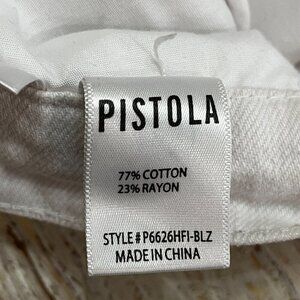 PISTOLA
77% COTTON
23% RAYON
STYLE# P6626HFI-BLZ
MADE IN CHINA